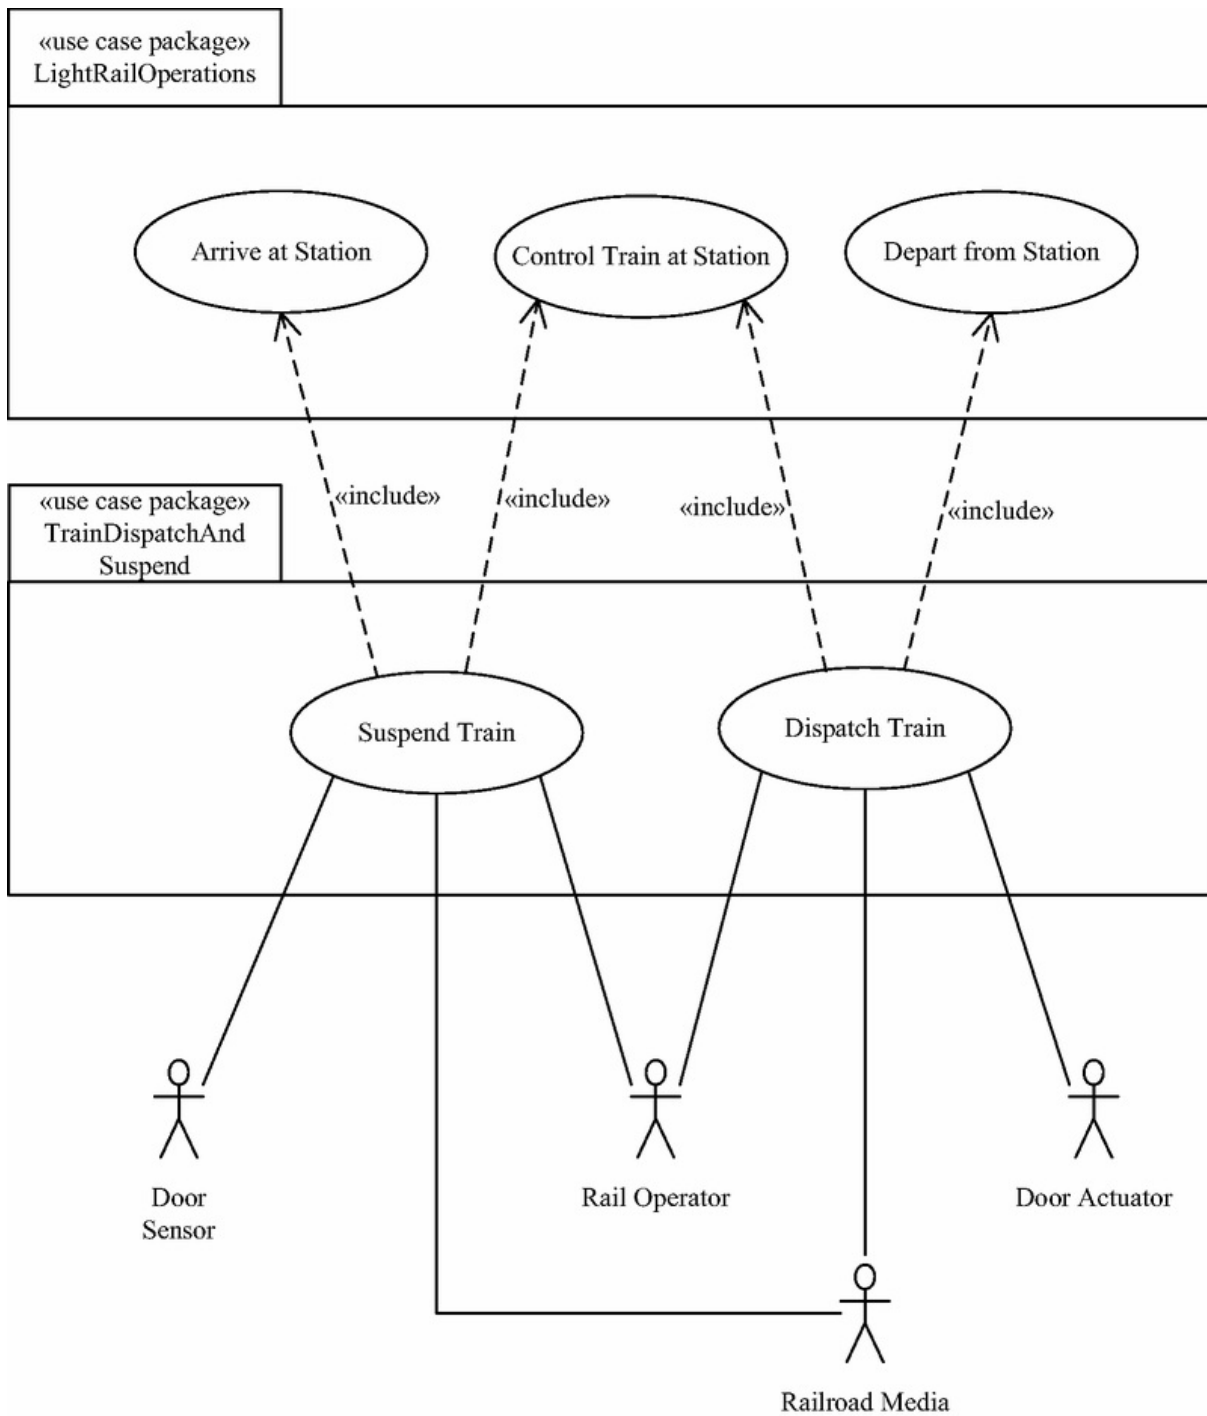 «use case package»
LightRailOperations
Arrive at Station
Control Train at Station
Depart from Station
«use case package»
TrainDispatchAnd
Suspend
«include»
«include»
«include»
«include»
Suspend Train
Dispatch Train
Door
Sensor
Rail Operator
Door Actuator
Railroad Media